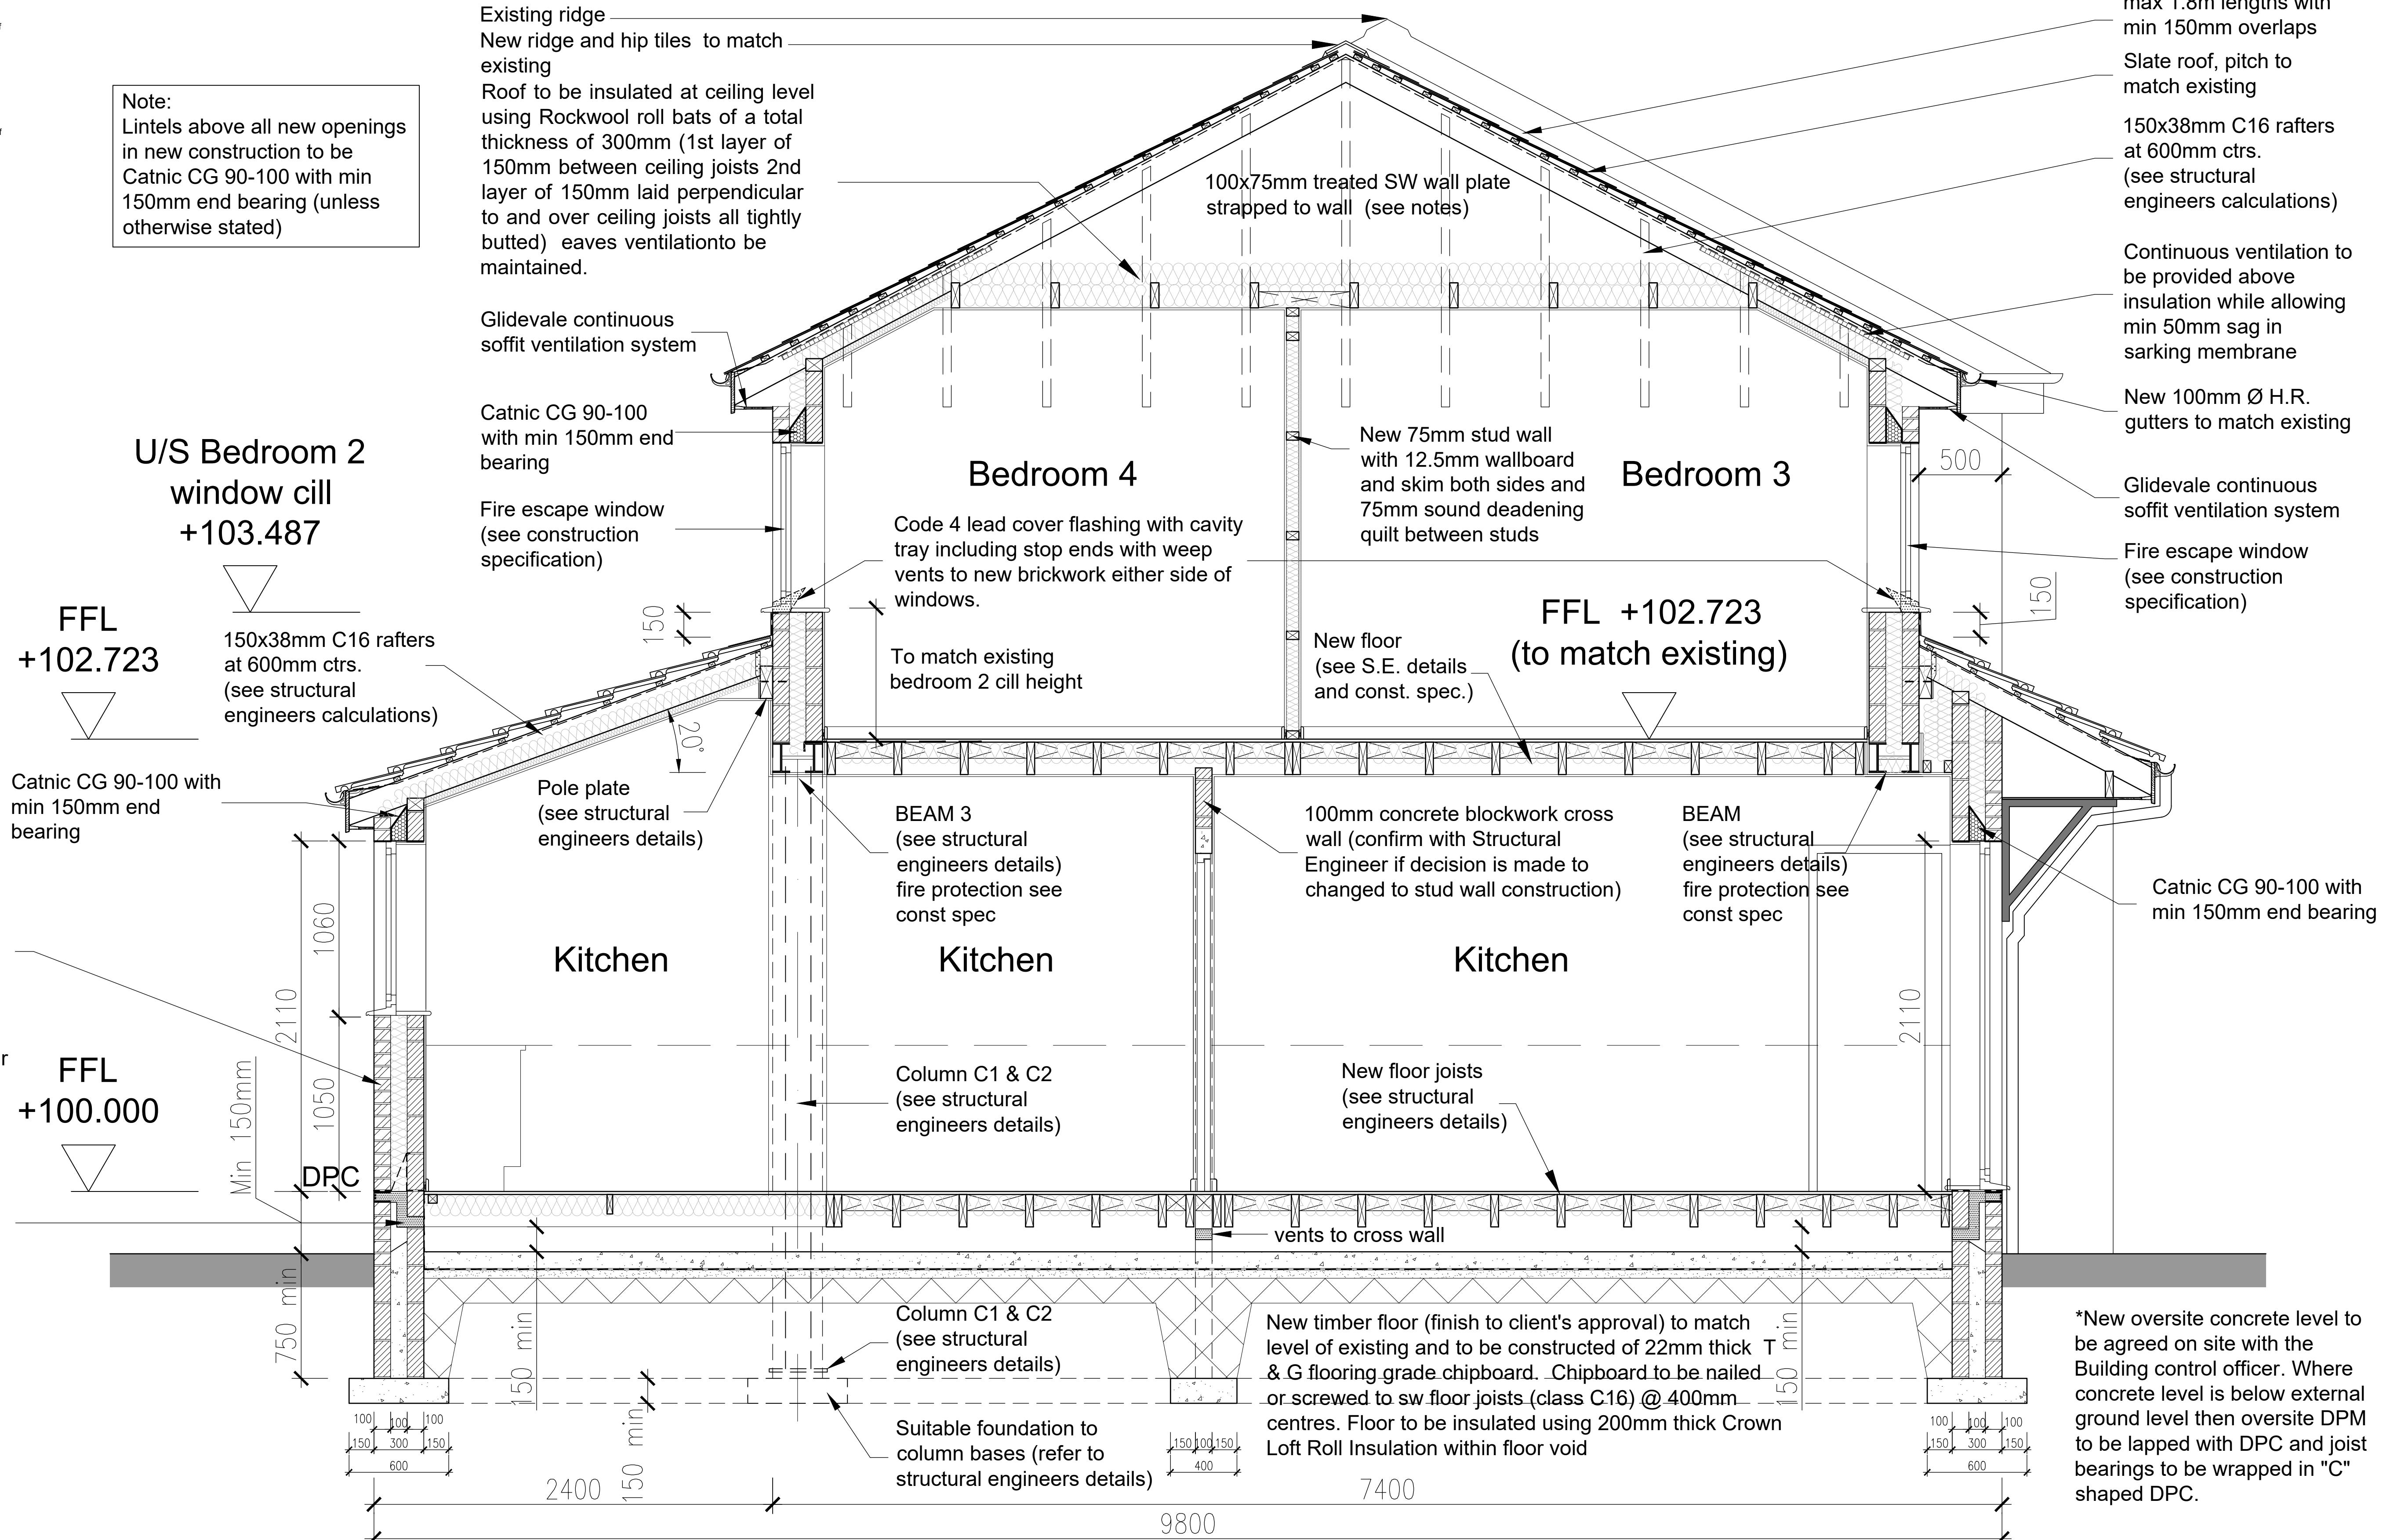 Existing ridge
New ridge and hip tiles  to match
existing
Roof to be insulated at ceiling level
using Rockwool roll bats of a total
thickness of 300mm (1st layer of
150mm between ceiling joists 2nd
layer of 150mm laid perpendicular
to and over ceiling joists all tightly
butted)   eaves ventilationto be
maintained.
Note:
Lintels above all new openings
in new construction to be
Catnic CG 90-100 with min
150mm end bearing (unless
otherwise stated)
Glidevale continuous
soffit ventilation system
Catnic CG 90-100
with min 150mm end
bearing
Fire escape window
(see construction
specification)
U/S Bedroom 2
window cill
+103.487
FFL
+102.723
150x38mm C16 rafters
at 600mm ctrs.
(see structural
engineers calculations)
Catnic CG 90-100 with
min 150mm end
bearing
100x75mm treated SW wall plate
strapped to wall  (see notes)
Bedroom 4
New 75mm stud wall
with 12.5mm wallboard
and skim both sides and
75mm sound deadening
quilt between studs
Bedroom 3
Code 4 lead cover flashing with cavity
tray including stop ends with weep
vents to new brickwork either side of
windows.
150
To match existing
bedroom 2 cill height
New floor
(see S.E. details
and const. spec.)
FFL  +102.723
(to match existing)
max 1.8m lengths with
min 150mm overlaps
Slate roof, pitch to
match existing
150x38mm C16 rafters
at 600mm ctrs.
(see structural
engineers calculations)
Continuous ventilation to
be provided above
insulation while allowing
min 50mm sag in
sarking membrane
New 100mm Ø H.R.
gutters to match existing
500
Glidevale continuous
soffit ventilation system
Fire escape window
(see construction
specification)
150
20°
Pole plate
(see structural
engineers details)
BEAM 3
(see structural
engineers details)
fire protection see
const spec
100mm concrete blockwork cross
wall (confirm with Structural
Engineer if decision is made to
changed to stud wall construction)
BEAM
(see structural
engineers details)
fire protection see
const spec
Catnic CG 90-100 with
min 150mm end bearing
Kitchen
Kitchen
Kitchen
1060
2110
1050
2110
FFL
+100.000
Min 150mm
DPC
Column C1 & C2
(see structural
engineers details)
New floor joists
(see structural
engineers details)
vents to cross wall
750 min
150 min
150 min
Column C1 & C2
(see structural
engineers details)
Suitable foundation to
column bases (refer to
structural engineers details)
New timber floor (finish to client's approval) to match
level of existing and to be constructed of 22mm thick  T
& G flooring grade chipboard.  Chipboard to be nailed
or screwed to sw floor joists (class C16) @ 400mm
centres. Floor to be insulated using 200mm thick Crown
Loft Roll Insulation within floor void
150 min
*New oversite concrete level to
be agreed on site with the
Building control officer. Where
concrete level is below external
ground level then oversite DPM
to be lapped with DPC and joist
bearings to be wrapped in "C"
shaped DPC.
100 100 100
150 300 150
600
150 100 150
400
100 100 100
150 300 150
600
2400
7400
9800